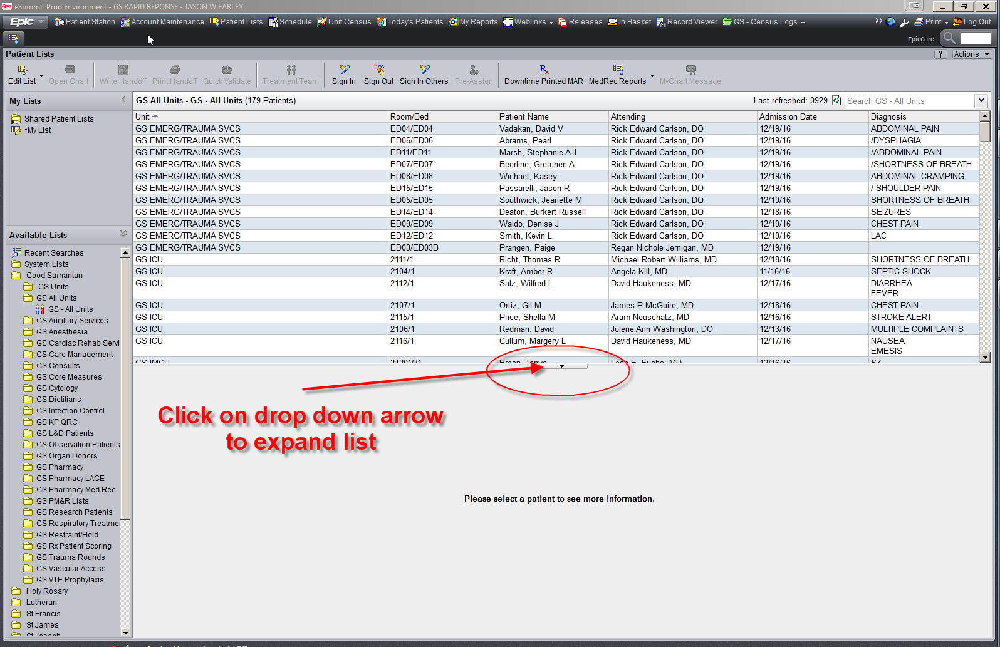 Epic eSummit Prod Environment - GS RAPID REPONSE - JASON W EARLEY
Epic Patient Station Account Maintenance Patient Lists Schedule Unit Census Today's Patients My Reports Weblinks Releases In Basket Record Viewer GS - Census Logs Print Log Out
EpicCare
Patient Lists ? Actions
Edit List Open Chart Write Handoff Print Handoff Quick Validate Treatment Team Sign In Sign Out Sign In Others Pre-Assign Downtime Printed MAR MedRec Reports MyChart Message
My Lists
Shared Patient Lists
*My List
Available Lists
Recent Searches
System Lists
Good Samaritan
GS Units
GS All Units
GS - All Units
GS Ancillary Services
GS Anesthesia
GS Cardiac Rehab Servi
GS Care Management
GS Consults
GS Core Measures
GS Cytology
GS Dietitians
GS Infection Control
GS KP QRC
GS L&D Patients
GS Observation Patients
GS Organ Donors
GS Pharmacy
GS Pharmacy LACE
GS Pharmacy Med Rec
GS PM&R Lists
GS Research Patients
GS Respiratory Treatmer
GS Restraint/Hold
GS Rx Patient Scoring
GS Trauma Rounds
GS Vascular Access
GS VTE Prophylaxis
Holy Rosary
Lutheran
St Francis
St James
GS All Units - GS - All Units (179 Patients) Last refreshed: 0929 Search GS - All Units
Unit Room/Bed Patient Name Attending Admission Date Diagnosis
GS EMERG/TRAUMA SVCS ED04/ED04 Vadakan, David V Rick Edward Carlson, DO 12/19/16 ABDOMINAL PAIN
GS EMERG/TRAUMA SVCS ED06/ED06 Abrams, Pearl Rick Edward Carlson, DO 12/19/16 /DYSPHAGIA
GS EMERG/TRAUMA SVCS ED11/ED11 Marsh, Stephanie A J Rick Edward Carlson, DO 12/19/16 /ABDOMINAL PAIN
GS EMERG/TRAUMA SVCS ED07/ED07 Beerline, Gretchen A Rick Edward Carlson, DO 12/19/16 /SHORTNESS OF BREATH
GS EMERG/TRAUMA SVCS ED08/ED08 Wichael, Kasey Rick Edward Carlson, DO 12/19/16 ABDOMINAL CRAMPING
GS EMERG/TRAUMA SVCS ED15/ED15 Passarelli, Jason R Rick Edward Carlson, DO 12/19/16 / SHOULDER PAIN
GS EMERG/TRAUMA SVCS ED05/ED05 Southwick, Jeanette M Rick Edward Carlson, DO 12/19/16 SHORTNESS OF BREATH
GS EMERG/TRAUMA SVCS ED14/ED14 Deaton, Burkert Russell Rick Edward Carlson, DO 12/18/16 SEIZURES
GS EMERG/TRAUMA SVCS ED09/ED09 Waldo, Denise J Rick Edward Carlson, DO 12/19/16 CHEST PAIN
GS EMERG/TRAUMA SVCS ED12/ED12 Smith, Kevin L Rick Edward Carlson, DO 12/19/16 LAC
GS EMERG/TRAUMA SVCS ED03/ED03B Prangen, Paige Regan Nichole Jernigan, MD 12/19/16
GS ICU 2111/1 Richt, Thomas R Michael Robert Williams, MD 12/18/16 SHORTNESS OF BREATH
GS ICU 2104/1 Kraft, Amber R Angela Kill, MD 11/16/16 SEPTIC SHOCK
GS ICU 2112/1 Salz, Wilfred L David Haukeness, MD 12/17/16 DIARRHEA
FEVER
GS ICU 2107/1 Ortiz, Gil M James P McGuire, MD 12/18/16 CHEST PAIN
GS ICU 2115/1 Price, Shella M Aram Neuschatz, MD 12/16/16 STROKE ALERT
GS ICU 2106/1 Redman, David Jolene Ann Washington, DO 12/13/16 MULTIPLE COMPLAINTS
GS ICU 2116/1 Cullum, Margery L David Haukeness, MD 12/17/16 NAUSEA
EMESIS
Click on drop down arrow
to expand list
Please select a patient to see more information.